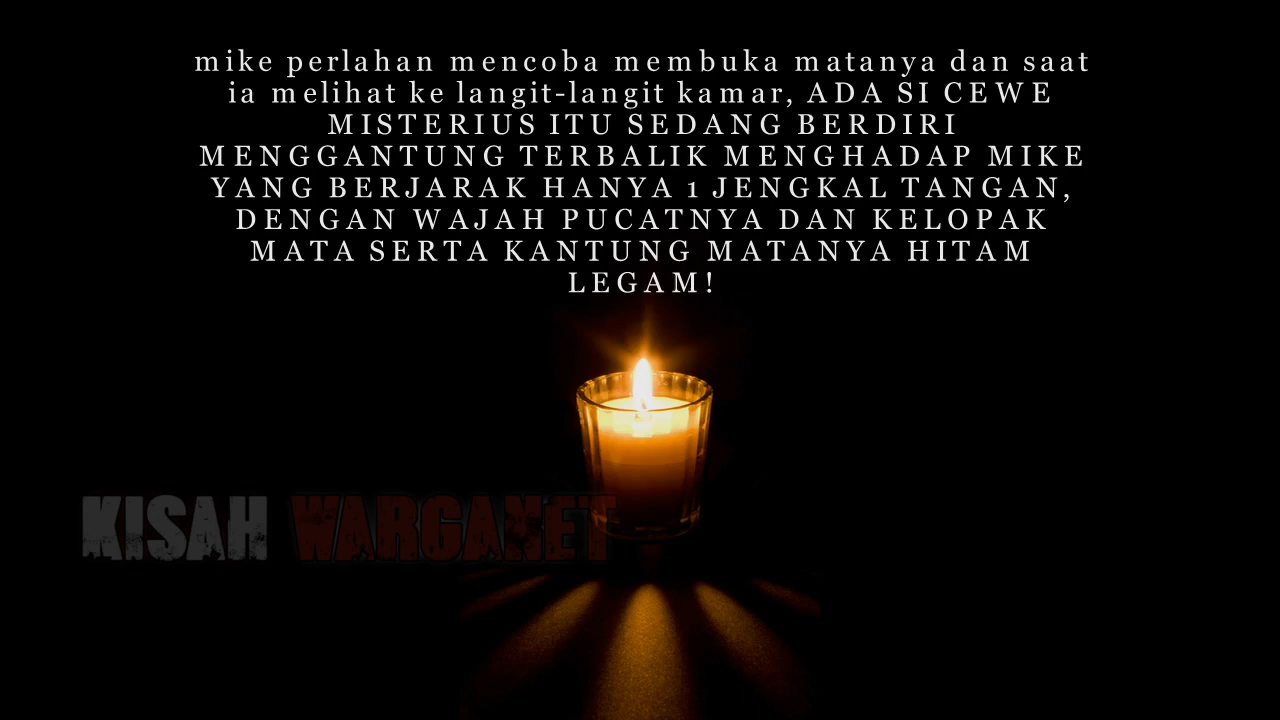 mike perlahan mencoba membuka matanya dan saat
ia melihat ke langit-langit kamar, ADA SI CEWE
MISTERIUS ITU SEDANG BERDIRI
MENGGANTUNG TERBALIK MENGHADAP MIKE
YANG BERJARAK HANYA 1 JENGKAL TANGAN,
DENGAN WAJAH PUCATNYA DAN KELOPAK
MATA SERTA KANTUNG MATANYA HITAM
LEGAM!
KISAH WARGANET